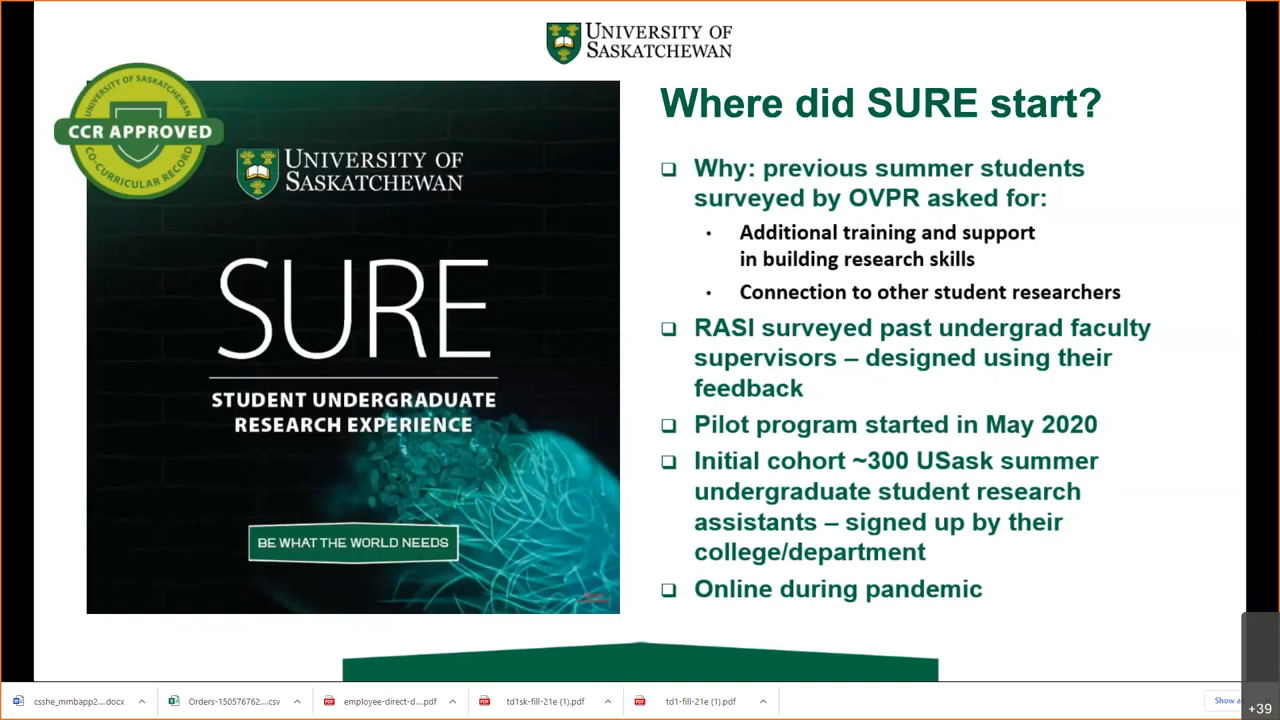 UNIVERSITY OF
SASKATCHEWAN
UNIVERSITY OF SASKATCHEWAN
CCR APPROVED
CO-CURRICULAR RECORD
UNIVERSITY OF
SASKATCHEWAN
SURE
STUDENT UNDERGRADUATE
RESEARCH EXPERIENCE
BE WHAT THE WORLD NEEDS
Where did SURE start?
Why: previous summer students
surveyed by OVPR asked for:
Additional training and support
in building research skills
Connection to other student researchers
RASI surveyed past undergrad faculty
supervisors – designed using their
feedback
Pilot program started in May 2020
Initial cohort ~300 USask summer
undergraduate student research
assistants – signed up by their
college/department
Online during pandemic
csshe_mmbapp2....docx
Orders-150576762....csv
employee-direct-d....pdf
td1sk-fill-21e (1).pdf
td1-fill-21e (1).pdf
Show
+39